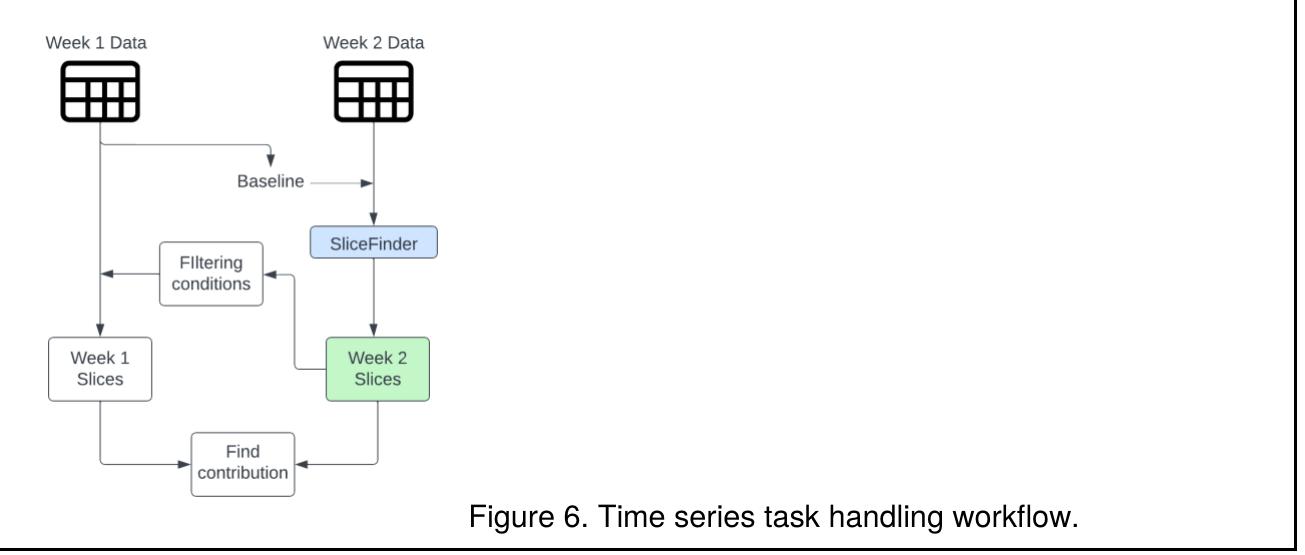 Week 1 Data
Week 2 Data
Baseline
SliceFinder
FIltering
conditions
Week 1
Slices
Week 2
Slices
Find
contribution
Figure 6. Time series task handling workflow.